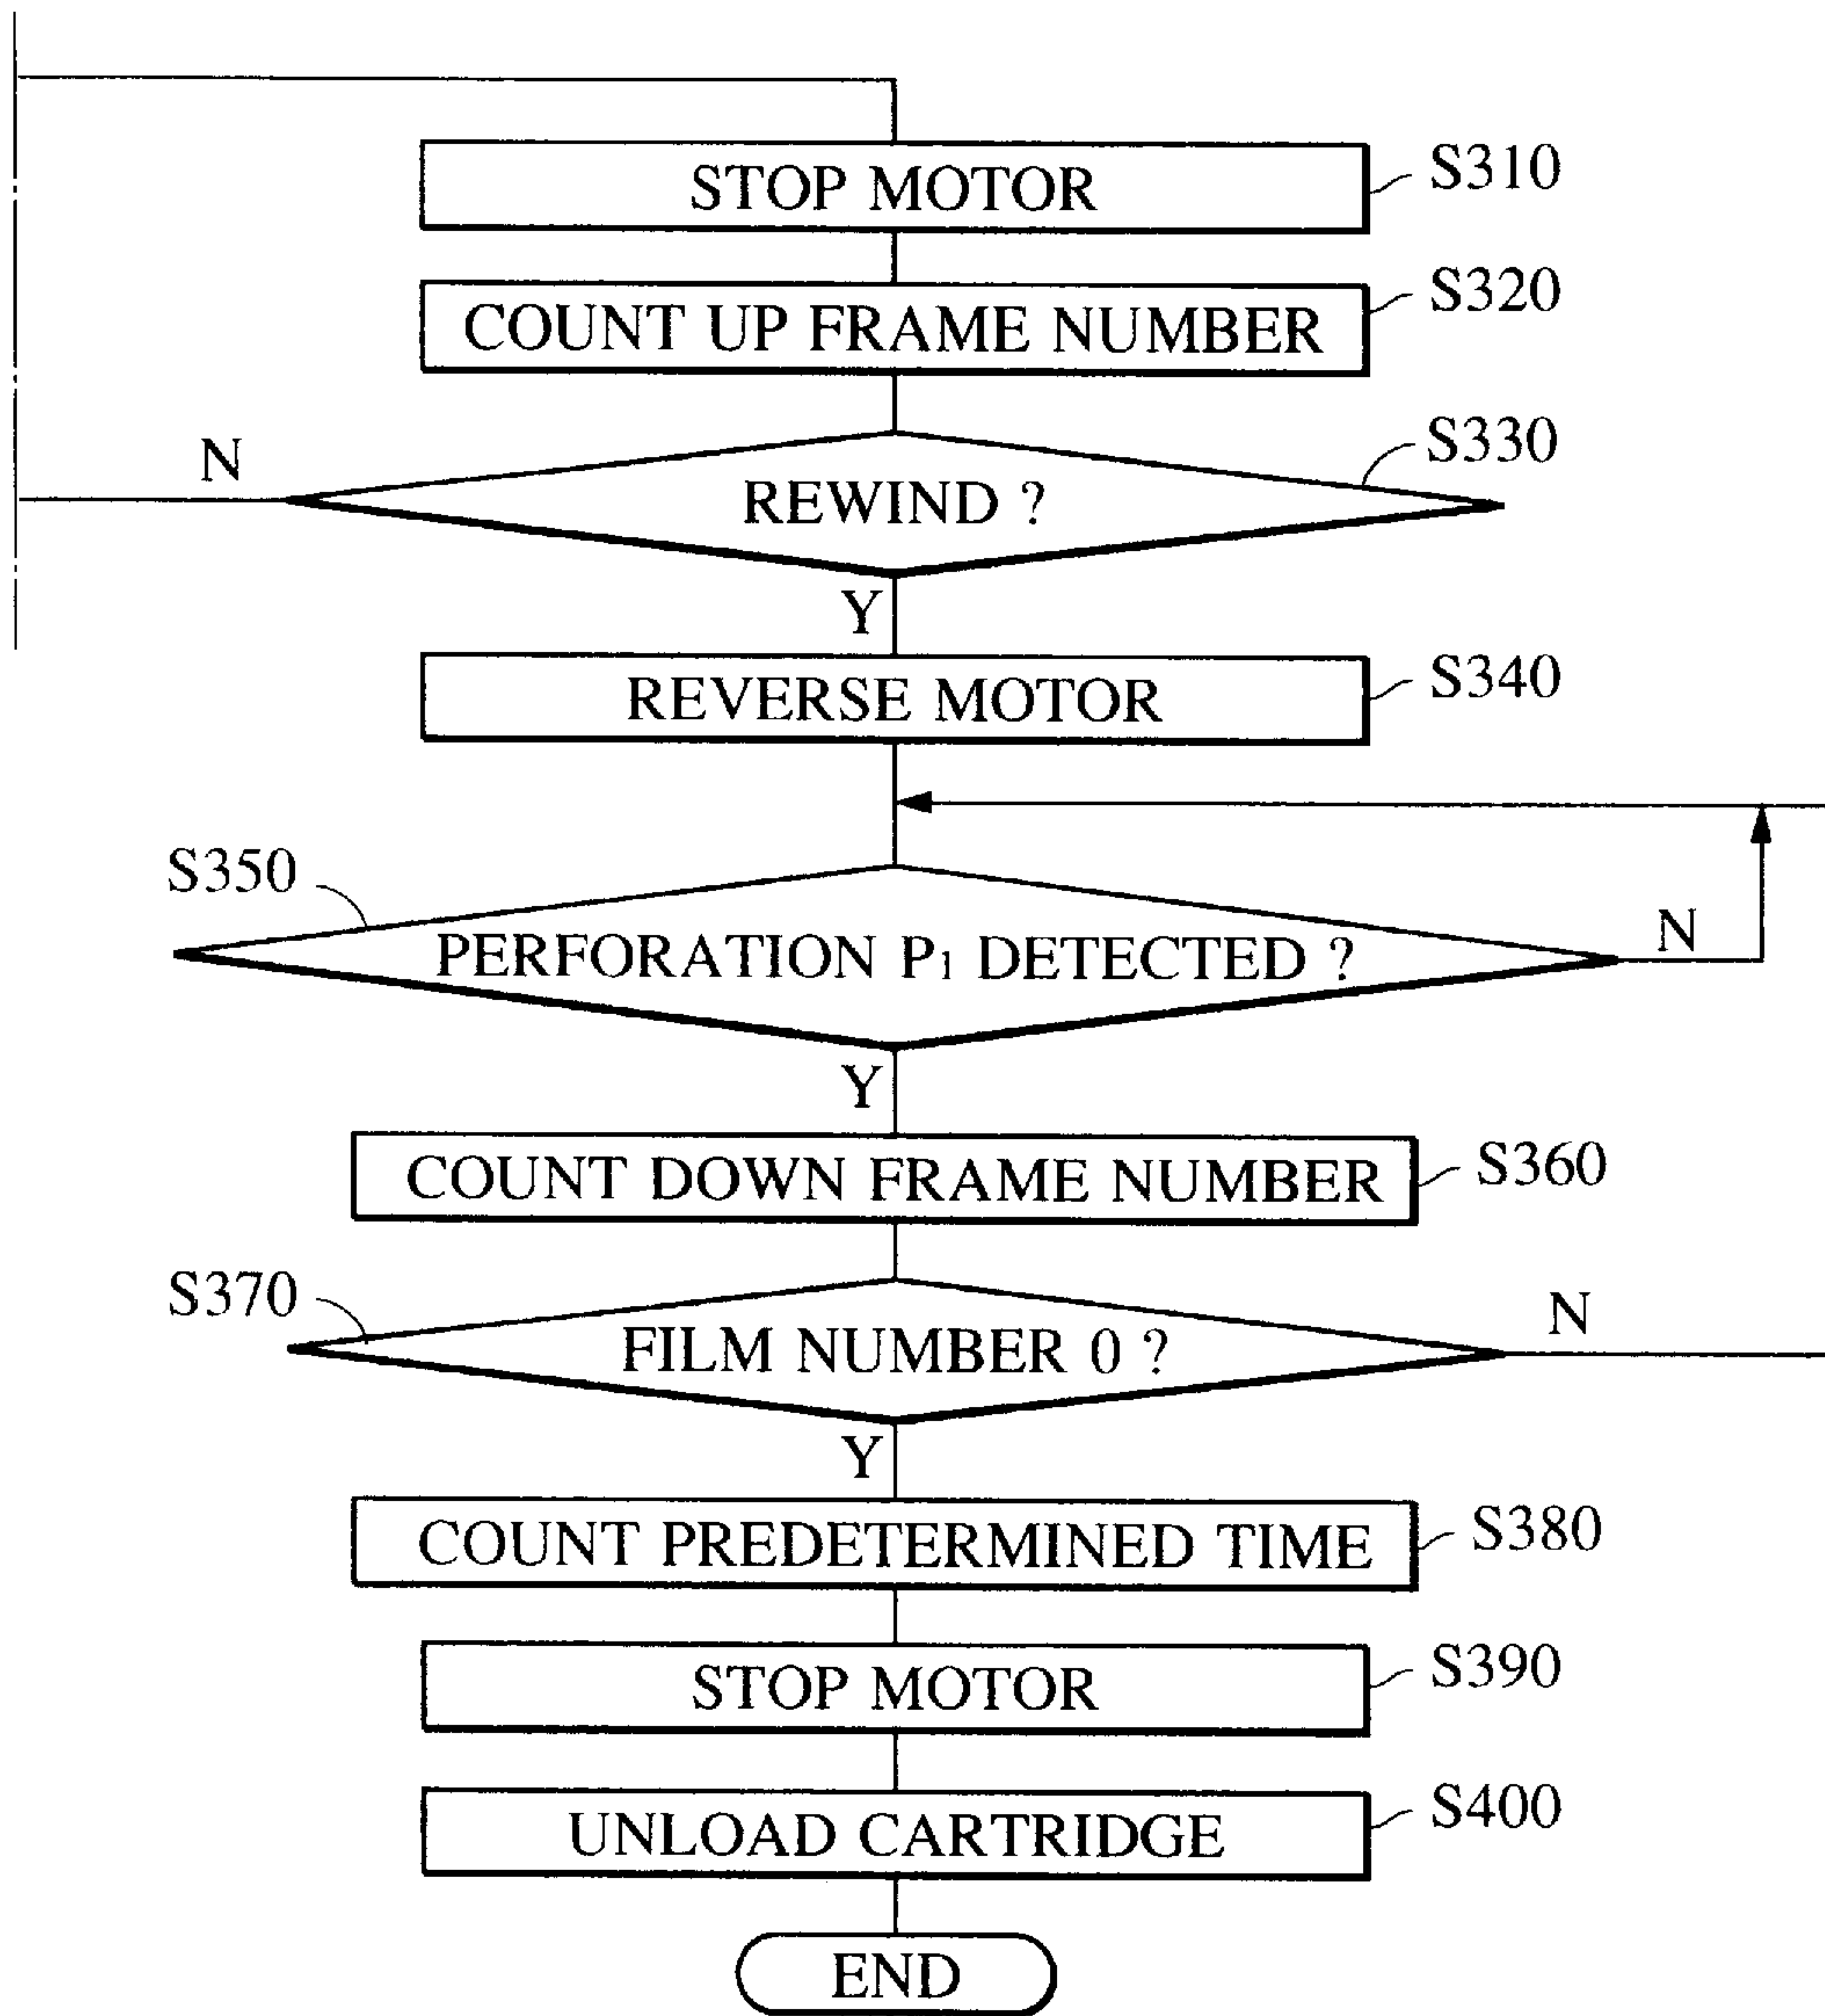 STOP MOTOR
S310
COUNT UP FRAME NUMBER
S320
REWIND ?
S330
N
Y
REVERSE MOTOR
S340
S350
PERFORATION P1 DETECTED ?
N
Y
COUNT DOWN FRAME NUMBER
S360
S370
FILM NUMBER 0 ?
N
Y
COUNT PREDETERMINED TIME
S380
STOP MOTOR
S390
UNLOAD CARTRIDGE
S400
END